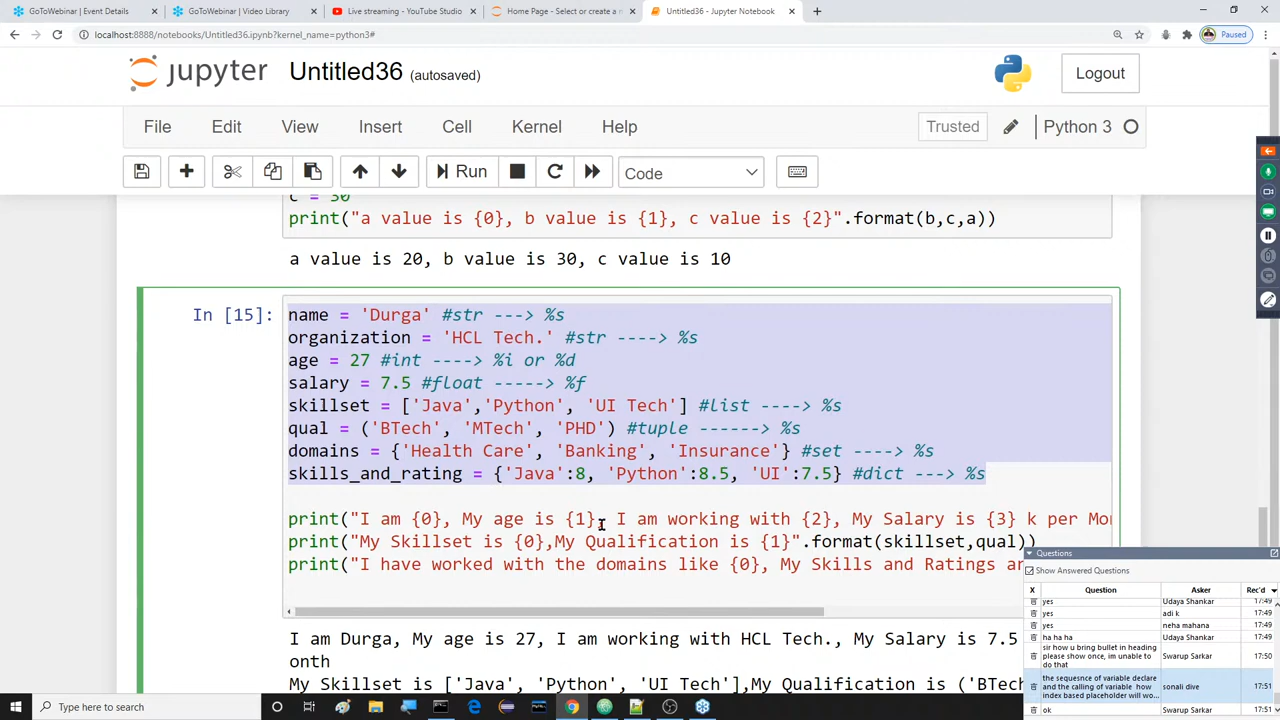 GoToWebinar | Event Details
GoToWebinar | Video Library
Live streaming - YouTube Studio
Home Page - Select or create a n
Untitled36 - Jupyter Notebook
localhost:8888/notebooks/Untitled36.ipynb?kernel_name=python3#
Paused
jupyter Untitled36 (autosaved)
Logout
File Edit View Insert Cell Kernel Help
Trusted Python 3
Run Code
c = 30
print("a value is {0}, b value is {1}, c value is {2}".format(b,c,a))
a value is 20, b value is 30, c value is 10
In [15]:
name = 'Durga' #str ---> %s
organization = 'HCL Tech.' #str ----> %s
age = 27 #int ----> %i or %d
salary = 7.5 #float -----> %f
skillset = ['Java','Python', 'UI Tech'] #list ----> %s
qual = ('BTech', 'MTech', 'PHD') #tuple ------> %s
domains = {'Health Care', 'Banking', 'Insurance'} #set ----> %s
skills_and_rating = {'Java':8, 'Python':8.5, 'UI':7.5} #dict ---> %s
print("I am {0}, My age is {1}, I am working with {2}, My Salary is {3} k per Mon
print("My Skillset is {0},My Qualification is {1}".format(skillset,qual))
print("I have worked with the domains like {0}, My Skills and Ratings ar
I am Durga, My age is 27, I am working with HCL Tech., My Salary is 7.5
onth
My Skillset is ['Java', 'Python', 'UI Tech'],My Qualification is ('BTech
Questions
Show Answered Questions
X Question Asker Rec'd
yes Udaya Shankar 17:49
yes adi k 17:49
yes neha mahana 17:49
ha ha ha Udaya Shankar 17:49
sir how u bring bullet in heading
please show once, im unable to
do that
Swarup Sarkar 17:50
the sequesnce of variable declare
and the calling of variable how
index based placeholder will wo...
sonali dive 17:51
ok Swarup Sarkar 17:51
Type here to search